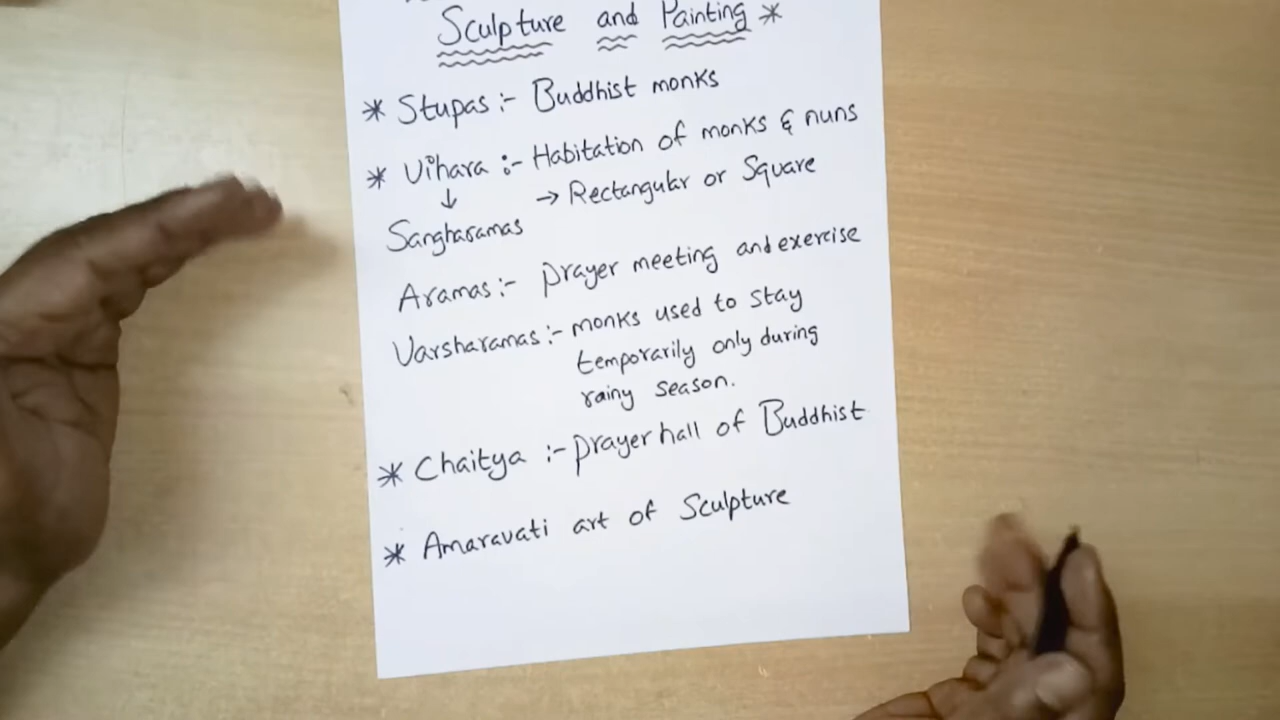 Sculpture and Painting *
* Stupas :- Buddhist monks
* Vihara :- Habitation of monks & nuns
↓ → Rectangular or Square
Sangharamas
Aramas :- prayer meeting and exercise
Varsharamas :- monks used to stay
temporarily only during
rainy season.
* Chaitya :- prayer hall of Buddhist
* Amaravati art of Sculpture